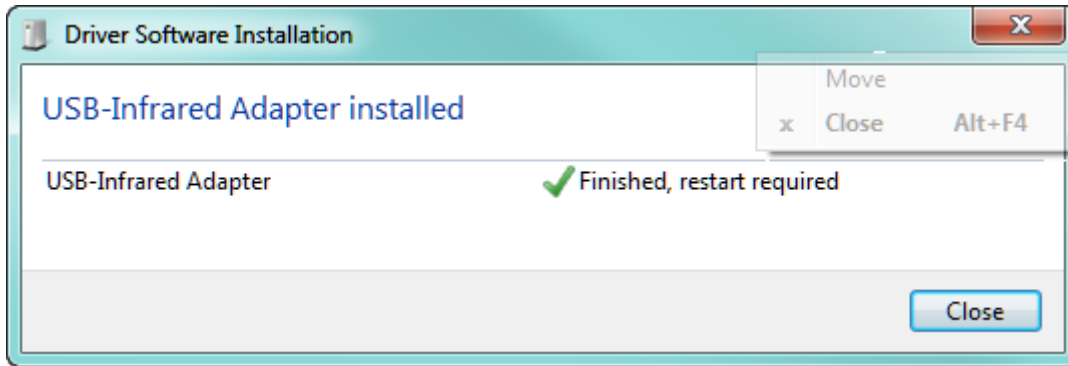 Driver Software Installation
x
Move
x Close Alt+F4
USB-Infrared Adapter installed
USB-Infrared Adapter Finished, restart required
Close